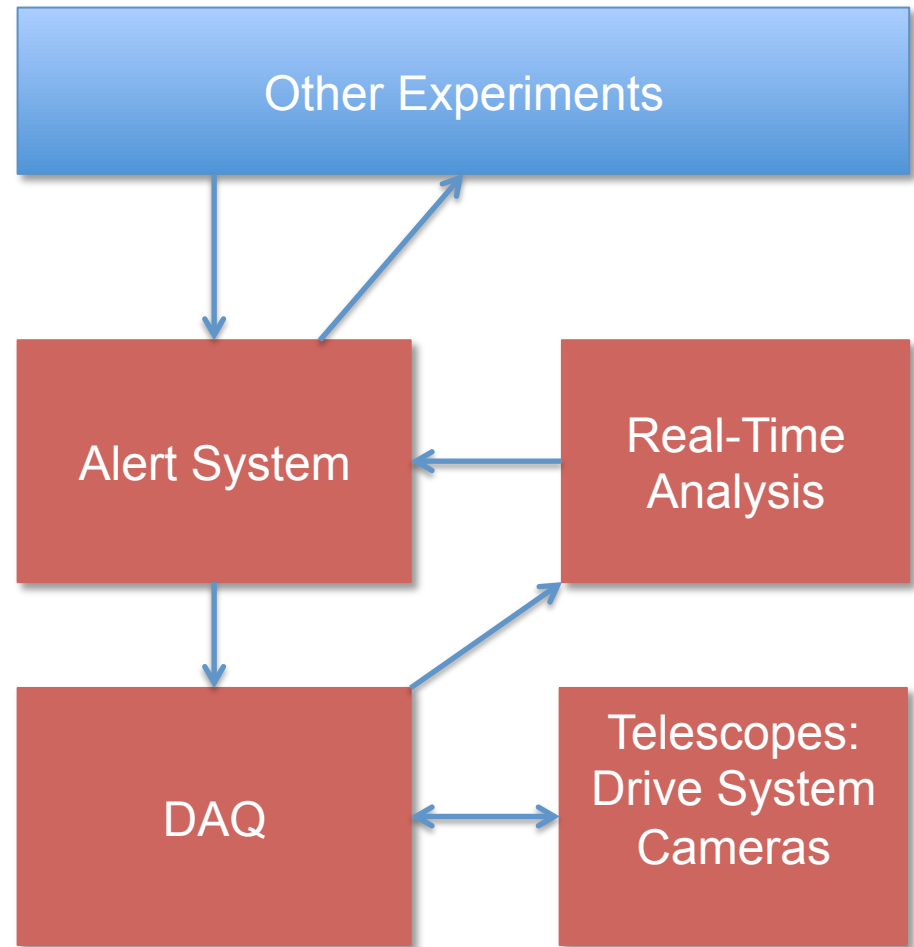 Other Experiments
Alert System
Real-Time
Analysis
DAQ
Telescopes:
Drive System
Cameras